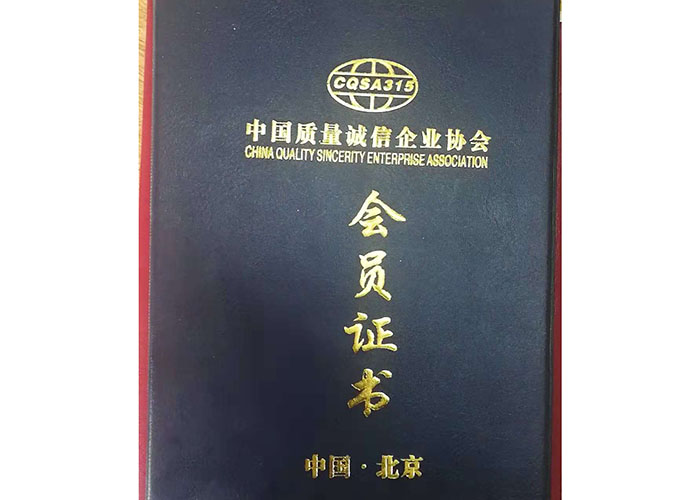 CQSA315
中国质量诚信企业协会
CHINA QUALITY SINCERITY ENTERPRISE ASSOCIATION
会员证书
中国·北京